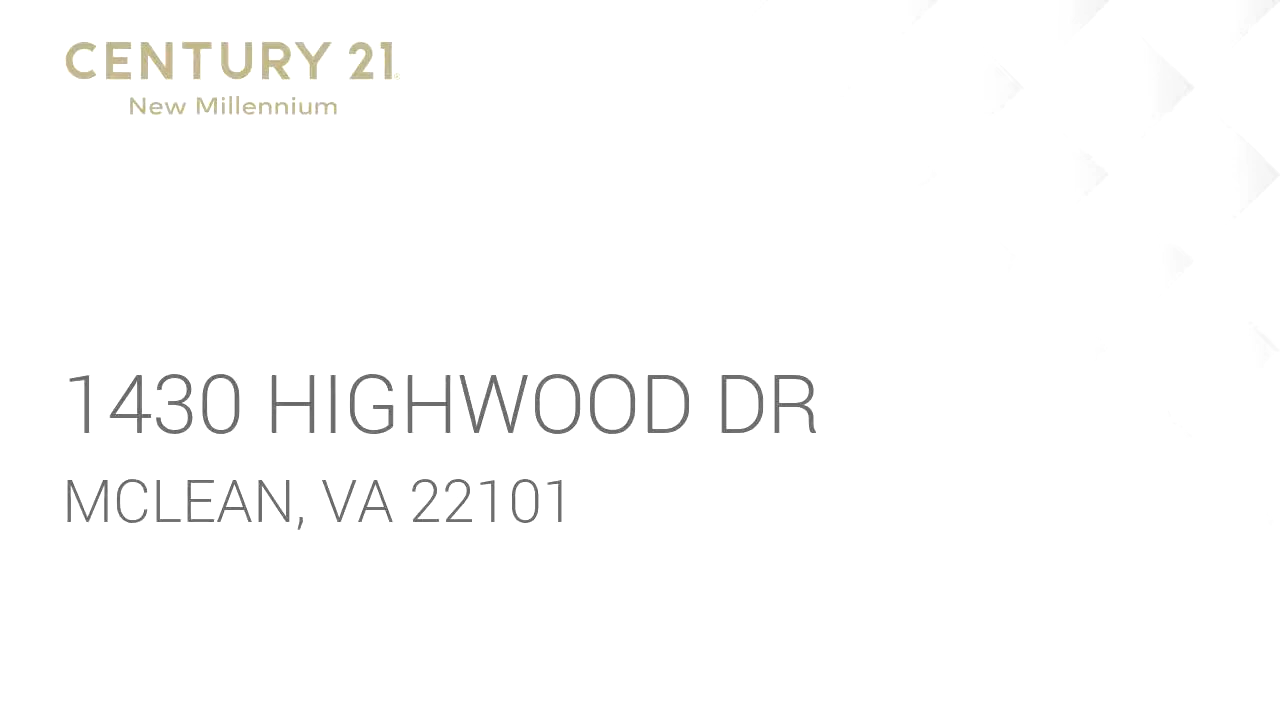 CENTURY 21
New Millennium
1430 HIGHWOOD DR
MCLEAN, VA 22101